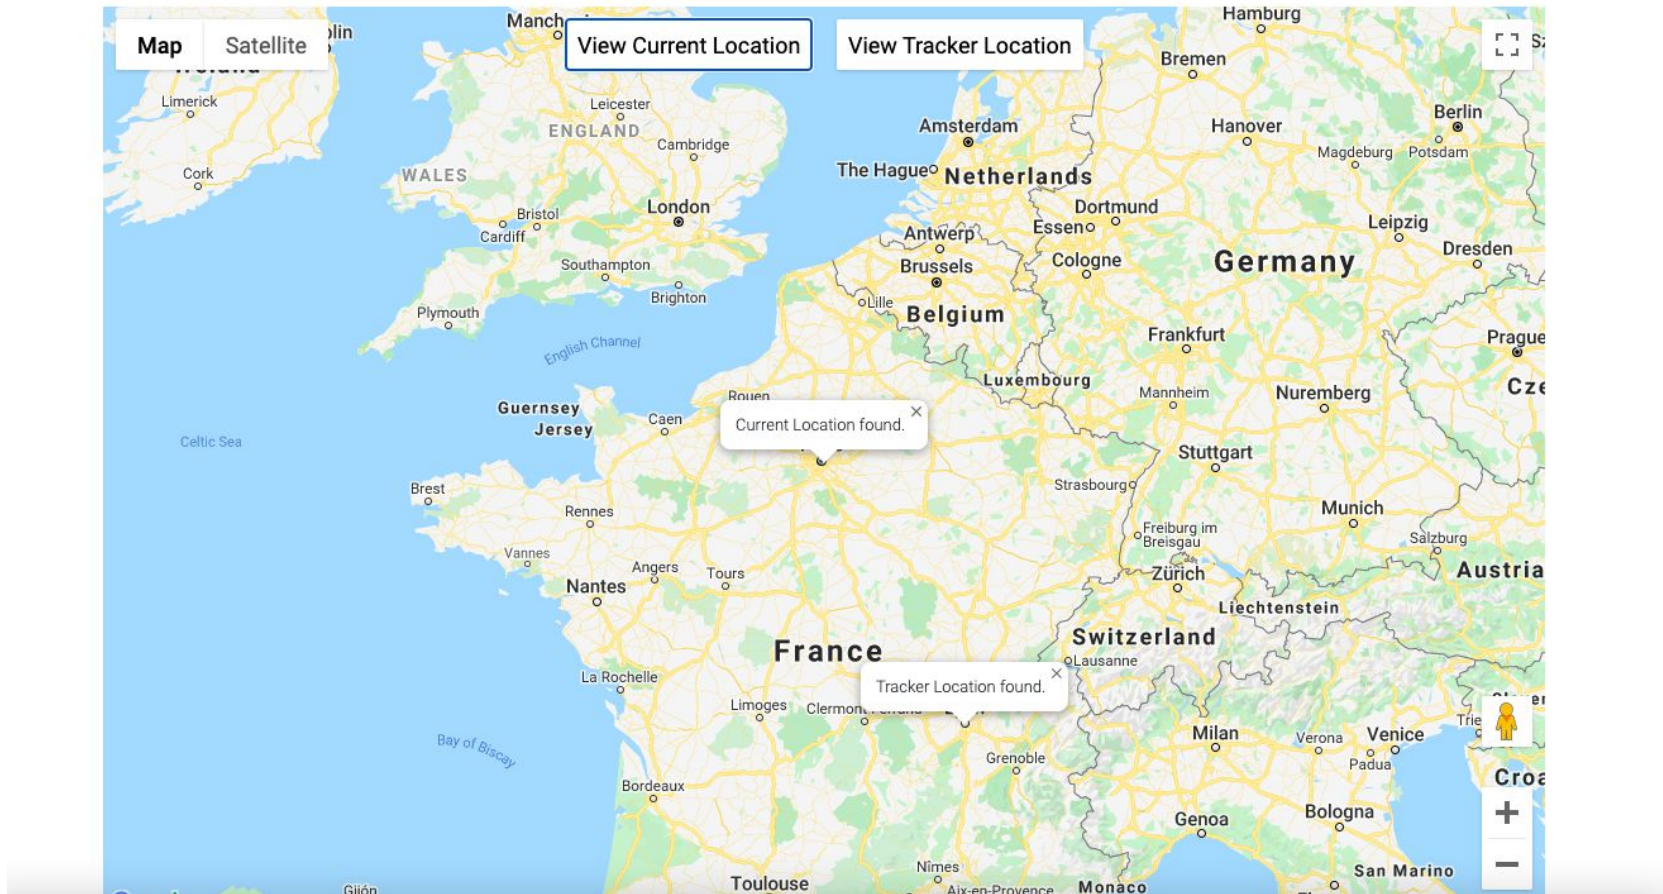 Map
Satellite
View Current Location
View Tracker Location
Hamburg
Bremen
Limerick
Cork
Leicester
ENGLAND
Cambridge
WALES
London
Bristol
Cardiff
Southampton
Brighton
Plymouth
English Channel
Amsterdam
The Hague
Netherlands
Hanover
Berlin
Magdeburg
Potsdam
Dortmund
Essen
Antwerp
Brussels
Cologne
Germany
Leipzig
Dresden
Lille
Belgium
Frankfurt
Prague
Luxembourg
Mannheim
Nuremberg
Guernsey
Jersey
Caen
Rouen
Current Location found.
Celtic Sea
Stuttgart
Strasbourg
Brest
Rennes
Munich
Freiburg im
Breisgau
Salzburg
Vannes
Angers
Tours
Nantes
Zürich
Austria
Liechtenstein
Switzerland
France
Lausanne
La Rochelle
Tracker Location found.
Limoges
Milan
Verona
Venice
Padua
Bay of Biscay
Grenoble
Bordeaux
Genoa
Bologna
San Marino
Nîmes
Toulouse
Aix-en-Provence
Monaco
Gijón